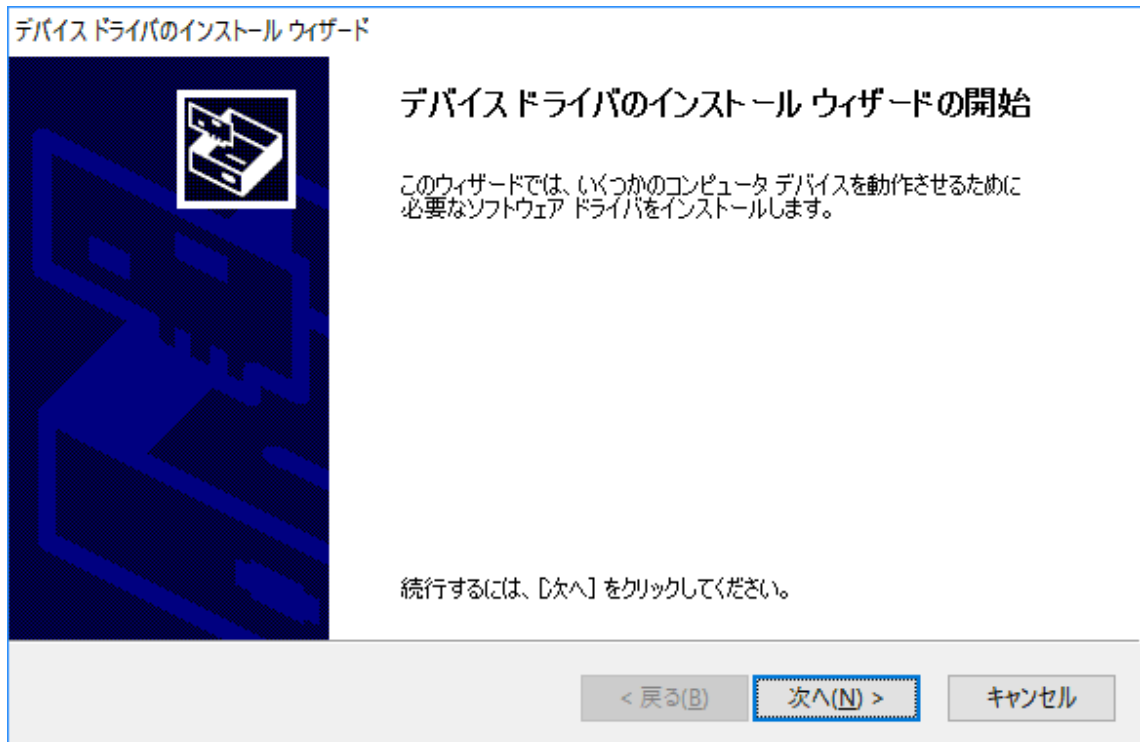 デバイス ドライバのインストール ウィザード
デバイス ドライバのインストール ウィザードの開始
このウィザードでは、いくつかのコンピュータ デバイスを動作させるために
必要なソフトウェア ドライバをインストールします。
続行するには、[次へ] をクリックしてください。
< 戻る(B)
次へ(N) >
キャンセル